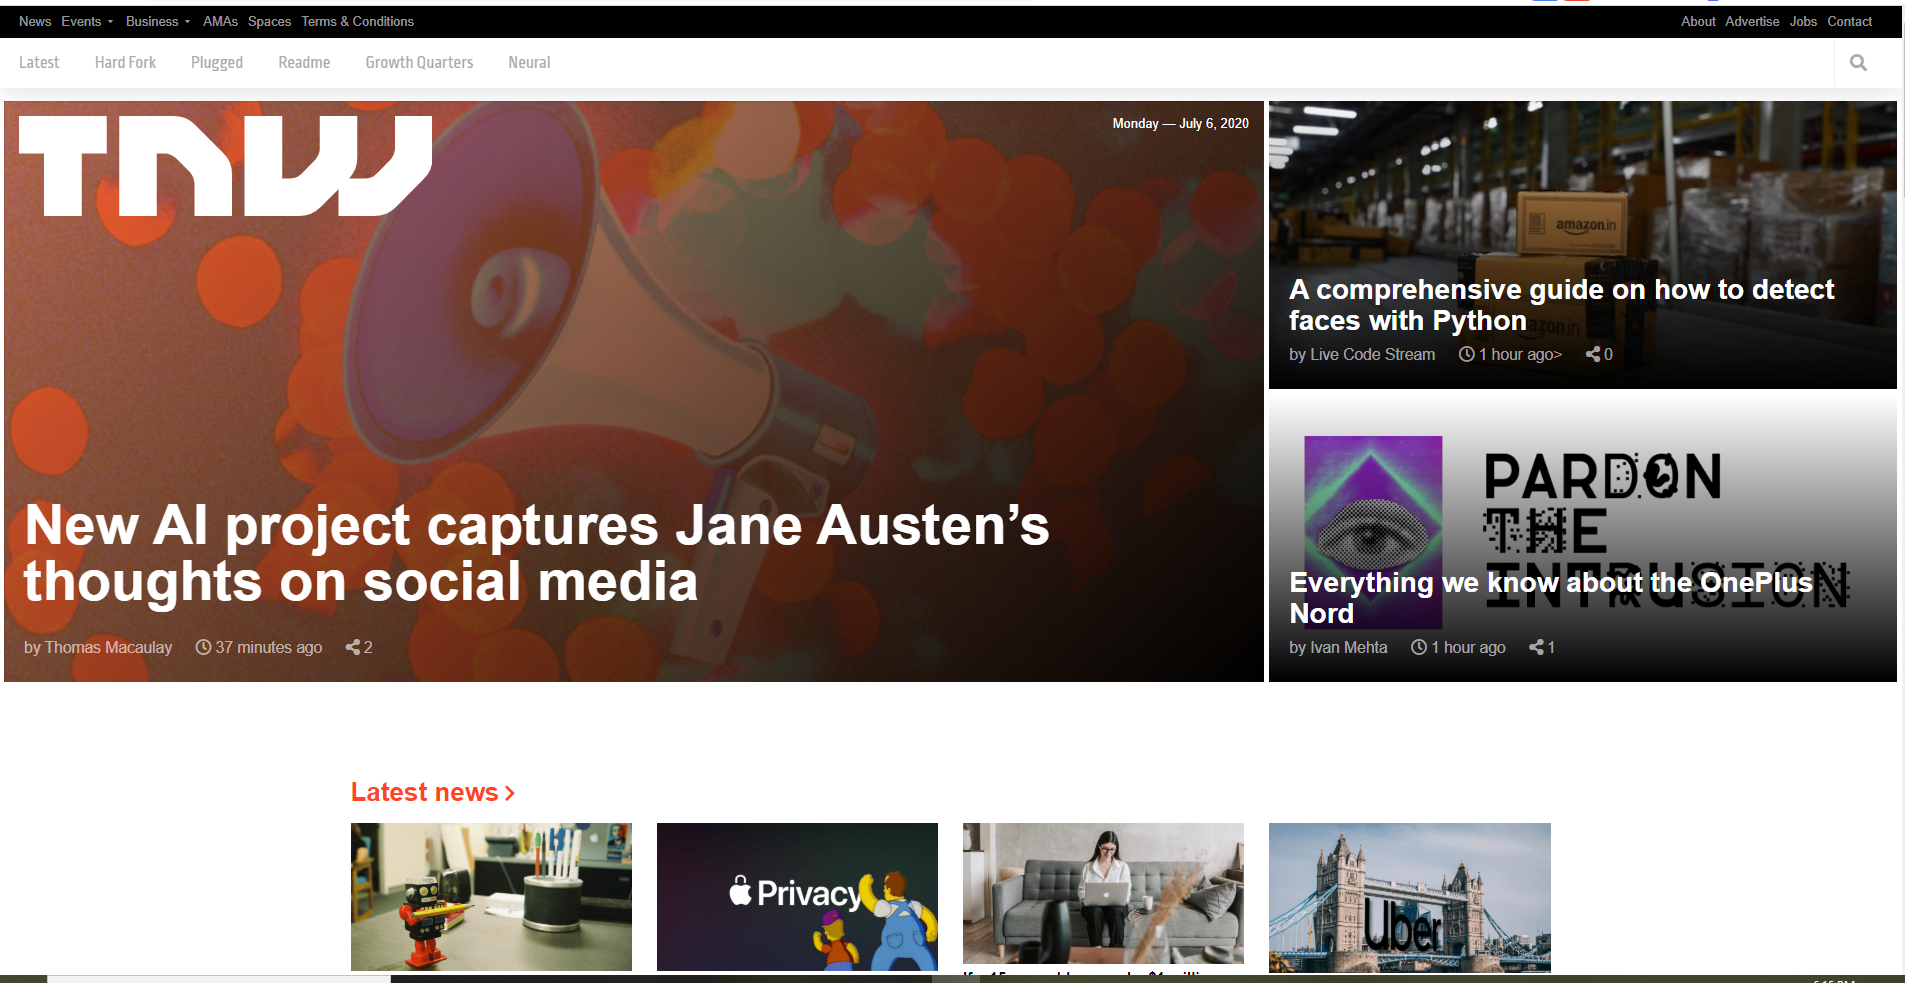 News Events Business AMAs Spaces Terms & Conditions About Advertise Jobs Contact
Latest Hard Fork Plugged Readme Growth Quarters Neural
TNW
Monday — July 6, 2020
New AI project captures Jane Austen’s
thoughts on social media
by Thomas Macaulay 37 minutes ago 2
amazon.in
A comprehensive guide on how to detect
faces with Python
amazon.in
by Live Code Stream 1 hour ago> 0
PARDON
THE
INTRUSION
Everything we know about the OnePlus
Nord
by Ivan Mehta 1 hour ago 1
Latest news
Privacy
Uber